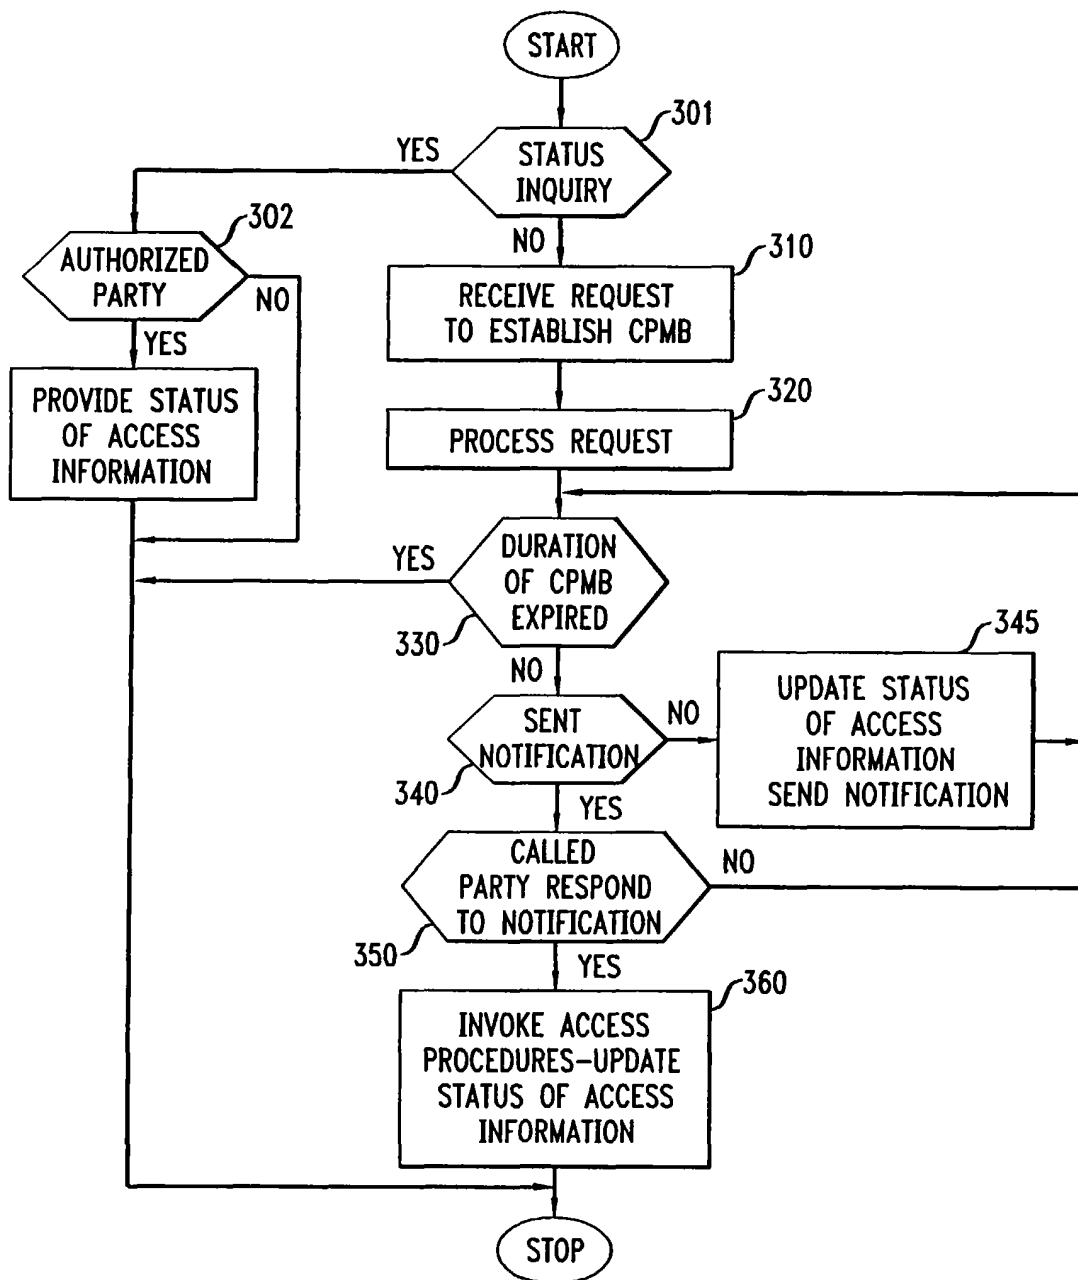 START
301
YES
STATUS
INQUIRY
302
NO
310
AUTHORIZED
PARTY
NO
RECEIVE REQUEST
TO ESTABLISH CPMB
YES
320
PROVIDE STATUS
OF ACCESS
INFORMATION
PROCESS REQUEST
YES
DURATION
OF CPMB
EXPIRED
330
345
NO
SENT
NOTIFICATION
NO
UPDATE STATUS
OF ACCESS
INFORMATION
SEND NOTIFICATION
340
YES
CALLED
PARTY RESPOND
TO NOTIFICATION
NO
350
YES
360
INVOKE ACCESS
PROCEDURES-UPDATE
STATUS OF ACCESS
INFORMATION
STOP